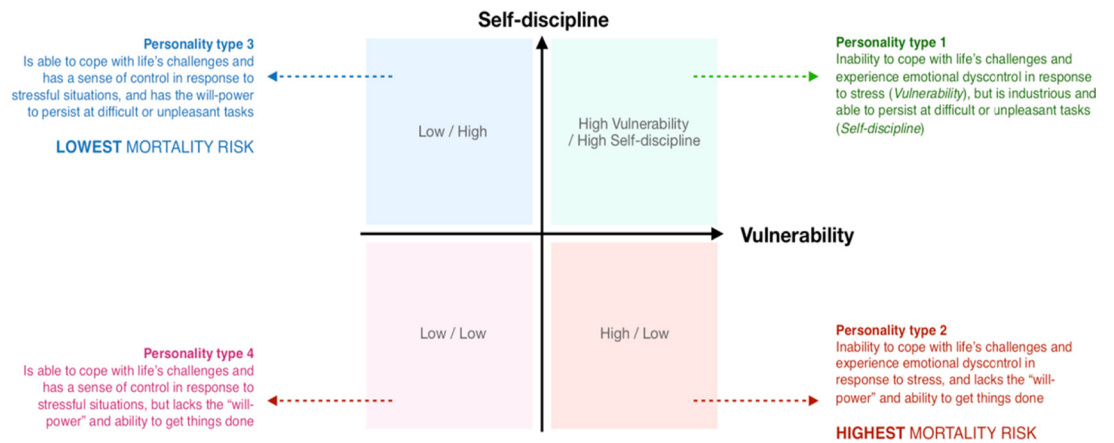 Self-discipline
Personality type 3
Is able to cope with life's challenges and
has a sense of control in response to
stressful situations, and has the will-power
to persist at difficult or unpleasant tasks
LOWEST MORTALITY RISK
Low / High
High Vulnerability
/ High Self-discipline
Personality type 1
Inability to cope with life's challenges and
experience emotional dysccntrol in response
to stress (Vulnerability), but is industrious and
able to persist at difficult or unpleasant tasks
(Self-discipline)
Vulnerability
Personality type 4
Is able to cope with life's challenges and
has a sense of control in response to
stressful situations, but lacks the “will-
power” and ability to get things done
Low / Low
High / Low
Personality type 2
Inability to cope with life's challenges and
experience emotional dysccntrol in
response to stress, and lacks the “will-
power” and ability to get things done
HIGHEST MORTALITY RISK